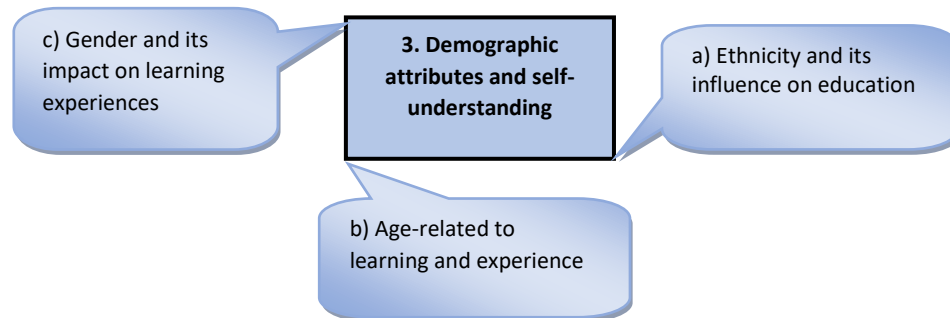 c) Gender and its
impact on learning
experiences
3. Demographic
attributes and self-
understanding
a) Ethnicity and its
influence on education
b) Age-related to
learning and experience